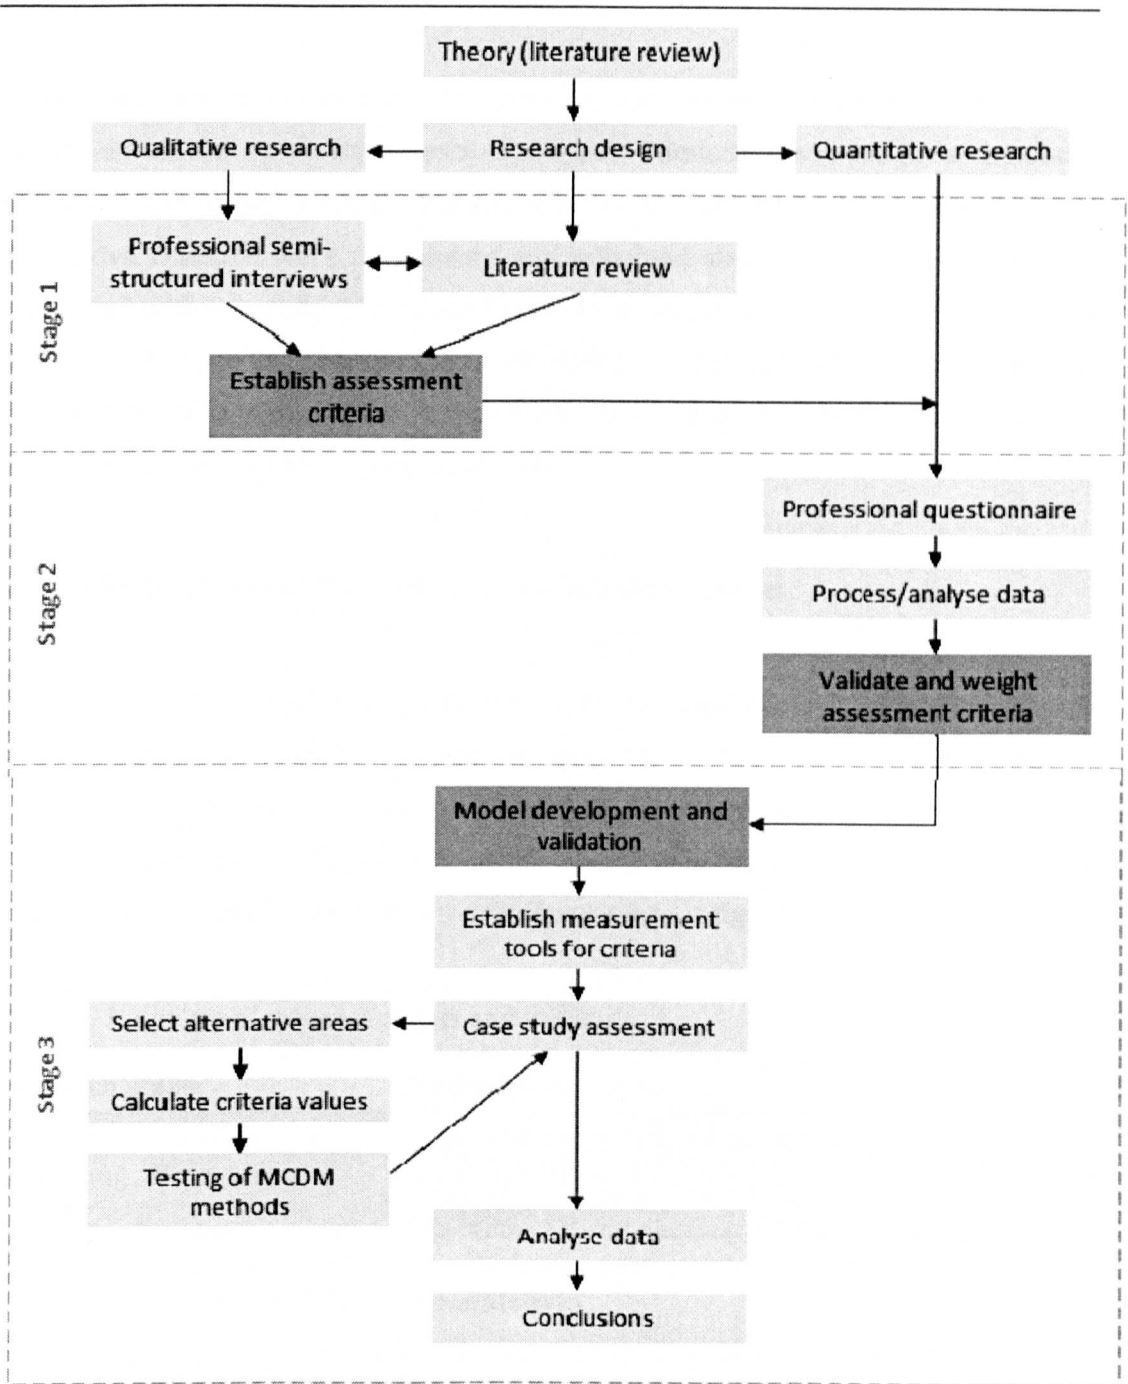 Theory (literature review)
Qualitative research
Research design
Quantitative research
Stage 1
Professional semi-
structured interviews
Literature review
Establish assessment
criteria
Stage 2
Professional questionnaire
Process/analyse data
Validate and weight
assessment criteria
Stage 3
Model development and
validation
Establish measurement
tools for criteria
Select alternative areas
Case study assessment
Calculate criteria values
Testing of MCDM
methods
Analyse data
Conclusions